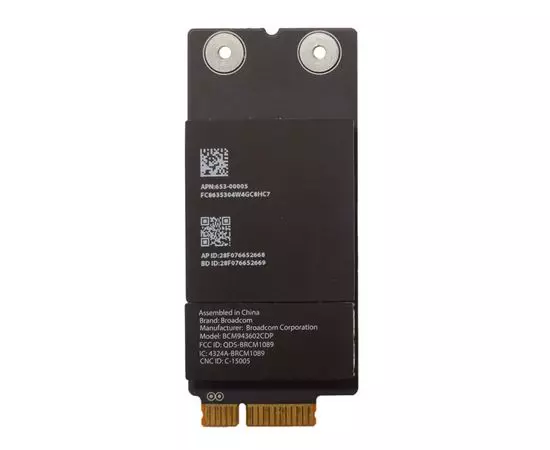 APN:653-00005
FC8635304W4GC8HC7
AP ID:28F076652668
BD ID:28F076652669
Assembled in China
Brand: Broadcom
Manufacturer: Broadcom Corporation
Model: BCM943602CDP
FCC ID: QDS-BRCM1089
IC: 4324A-BRCM1089
CNC ID: C-15005